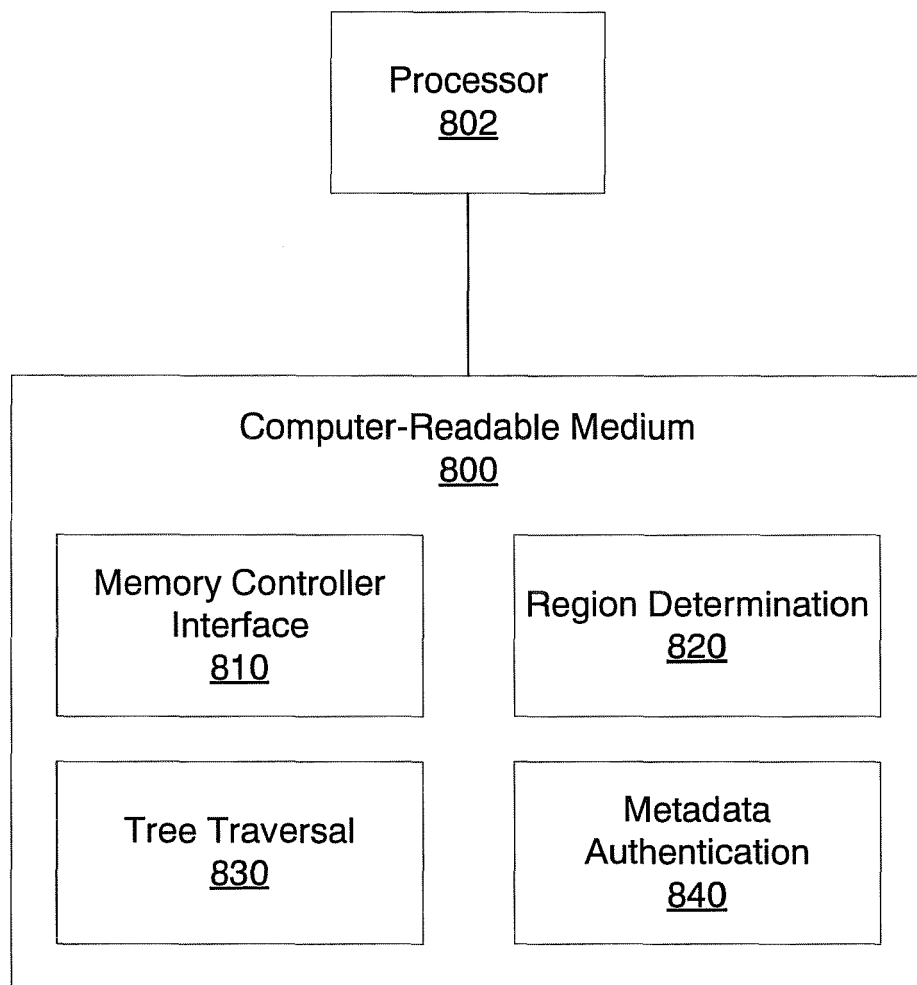 Processor
802
Computer-Readable Medium
800
Memory Controller
Interface
810
Region Determination
820
Tree Traversal
830
Metadata
Authentication
840